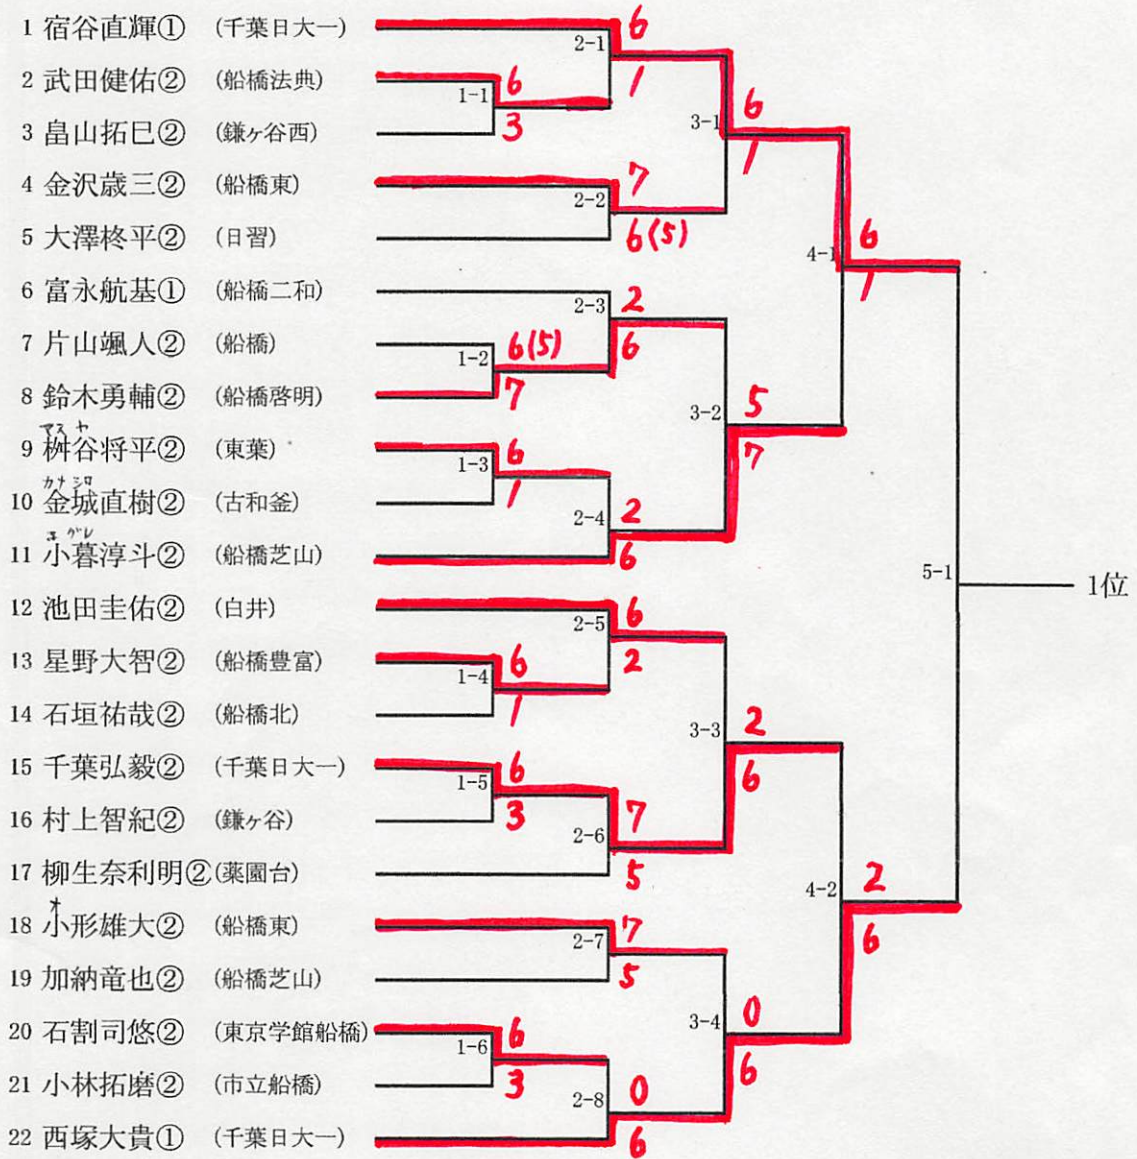 1 宿谷直輝① (千葉日大一)
2-1 6
1
2 武田健佑② (船橋法典)
1-1 6
3
3 畠山拓巳② (鎌ヶ谷西)
3-1 6
1
4 金沢歳三② (船橋東)
2-2 7
6(5)
5 大澤柊平② (日習)
4-1 6
1
6 富永航基① (船橋二和)
2-3 2
6
7 片山颯人② (船橋)
1-2 6(5)
7
8 鈴木勇輔② (船橋啓明)
3-2 5
7
マスヤ
9 桝谷将平② (東葉)
1-3 6
1
カナシロ
10 金城直樹② (古和釜)
2-4 2
6
コグレ
11 小暮淳斗② (船橋芝山)
5-1 1位
12 池田圭佑② (白井)
2-5 6
2
13 星野大智② (船橋豊富)
1-4 6
1
14 石垣祐哉② (船橋北)
3-3 2
6
15 千葉弘毅② (千葉日大一)
1-5 6
3
16 村上智紀② (鎌ヶ谷)
2-6 7
5
17 柳生奈利明② (薬園台)
4-2 2
6
オ
18 小形雄大② (船橋東)
2-7 7
5
19 加納竜也② (船橋芝山)
3-4 0
6
20 石割司悠② (東京学館船橋)
1-6 6
3
21 小林拓磨② (市立船橋)
2-8 0
6
22 西塚大貴① (千葉日大一)